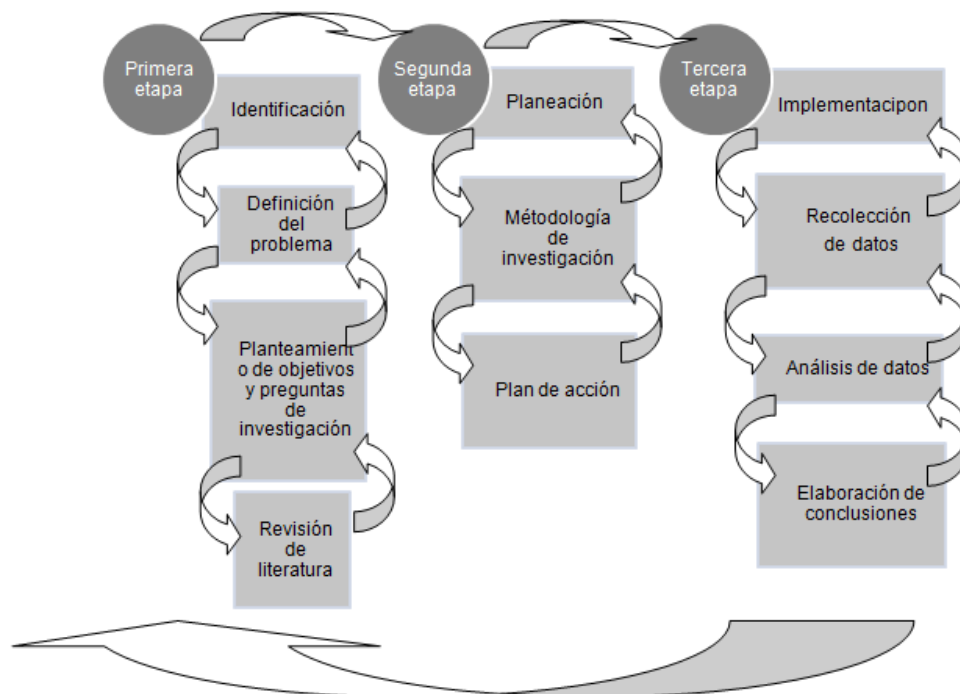 Primera
etapa
Identificación
Definición
del
problema
Planteamient
o de objetivos
y preguntas
de
investigación
Revisión
de
literatura
Segunda
etapa
Planeación
Métodología
de
investigación
Plan de acción
Tercera
etapa
Implementacipon
Recolección
de datos
Análisis de datos
Elaboración de
conclusiones